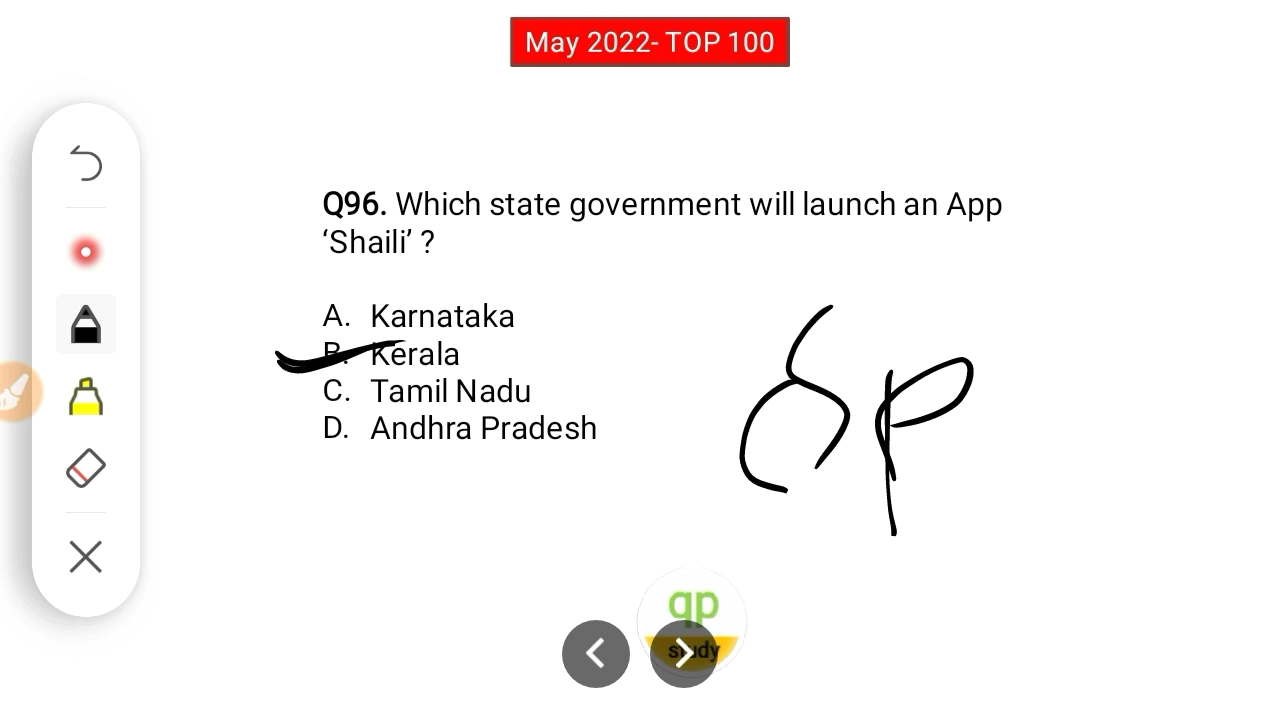 May 2022- TOP 100
Q96. Which state government will launch an App
‘Shaili’ ?
A. Karnataka
B. Kerala
C. Tamil Nadu
D. Andhra Pradesh
qp
study